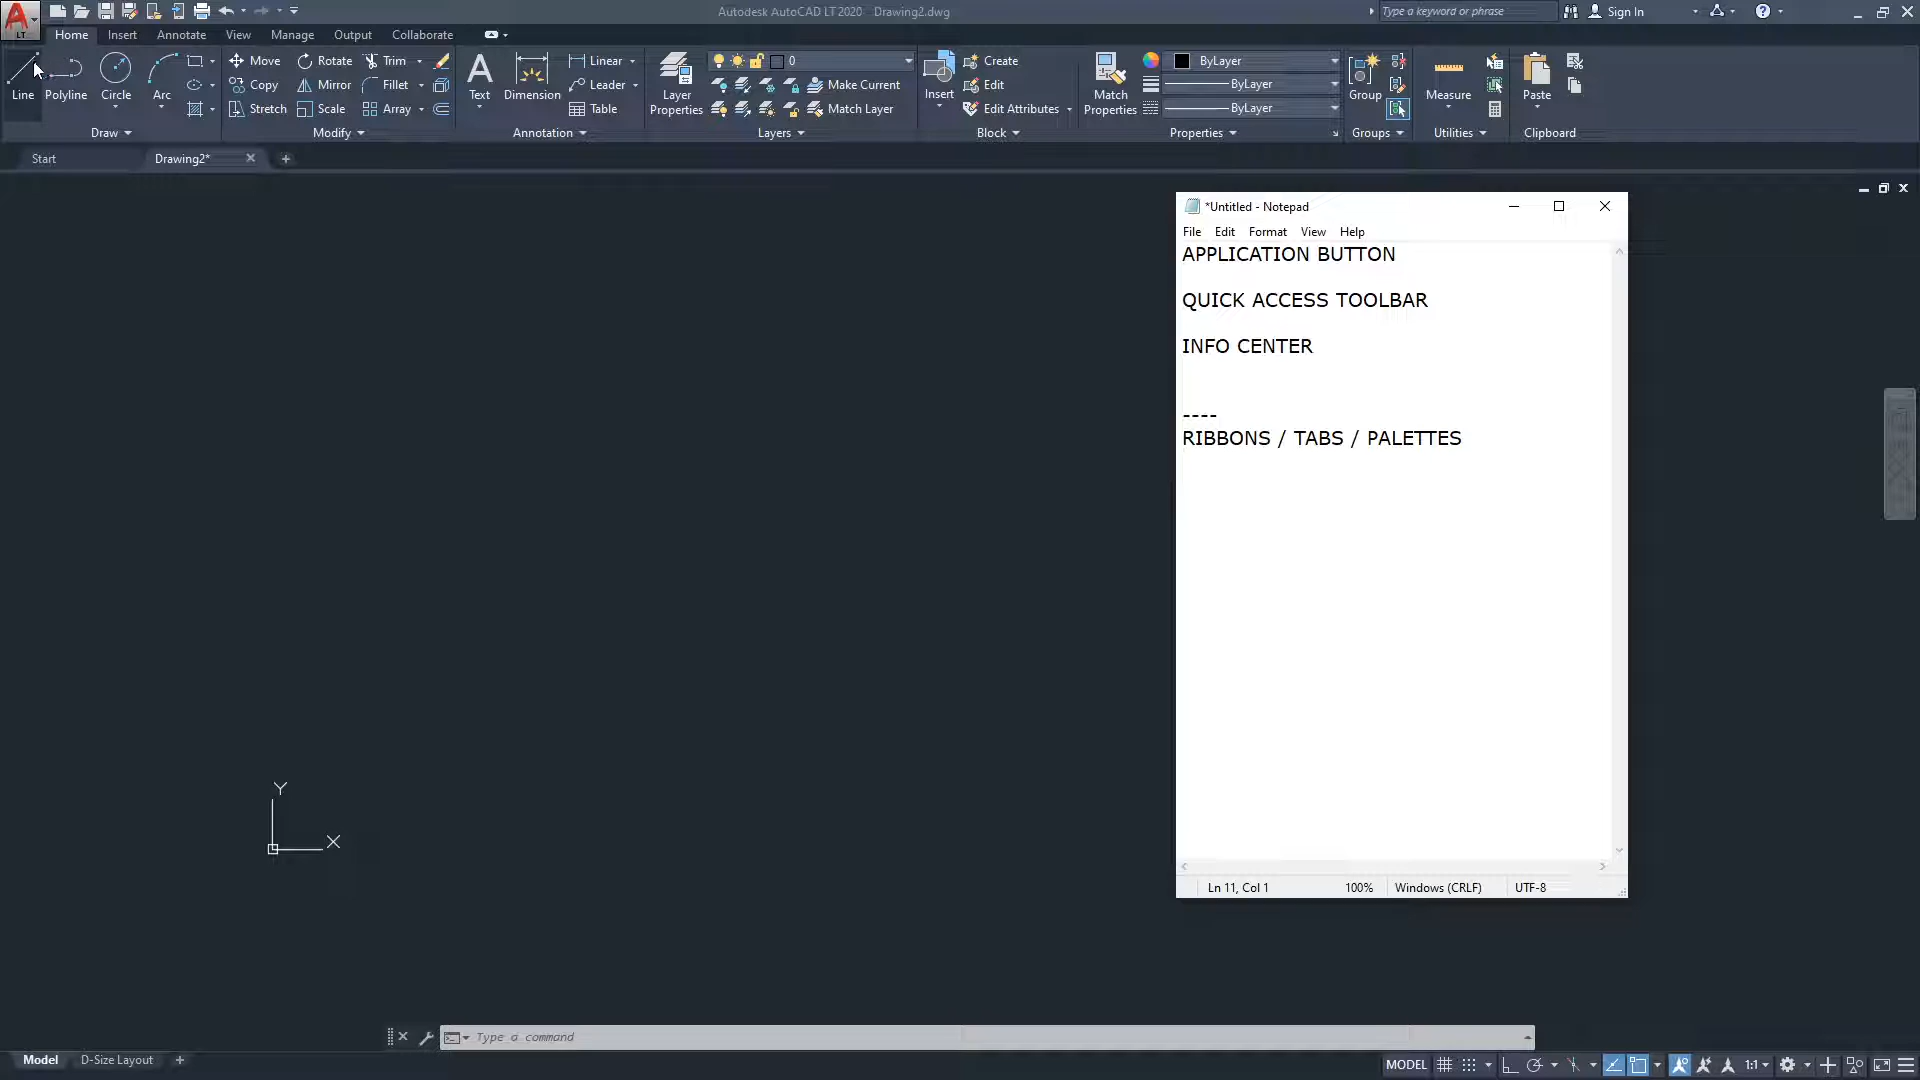 Autodesk AutoCAD LT 2020 Drawing2.dwg
Type a keyword or phrase
Sign In
LT
Home Insert Annotate View Manage Output Collaborate
Line Polyline Circle Arc
Draw
Move Rotate Trim
Copy Mirror Fillet
Stretch Scale Array
Modify
Text Dimension
Linear
Leader
Table
Annotation
Layer
Properties
0
Make Current
Match Layer
Layers
Insert
Create
Edit
Edit Attributes
Block
Match
Properties
ByLayer
ByLayer
ByLayer
Properties
Group
Groups
Measure
Utilities
Paste
Clipboard
Start Drawing2*
*Untitled - Notepad
File Edit Format View Help
APPLICATION BUTTON
QUICK ACCESS TOOLBAR
INFO CENTER
----
RIBBONS / TABS / PALETTES
Ln 11, Col 1 100% Windows (CRLF) UTF-8
Y
X
Type a command
Model D-Size Layout
MODEL 1:1